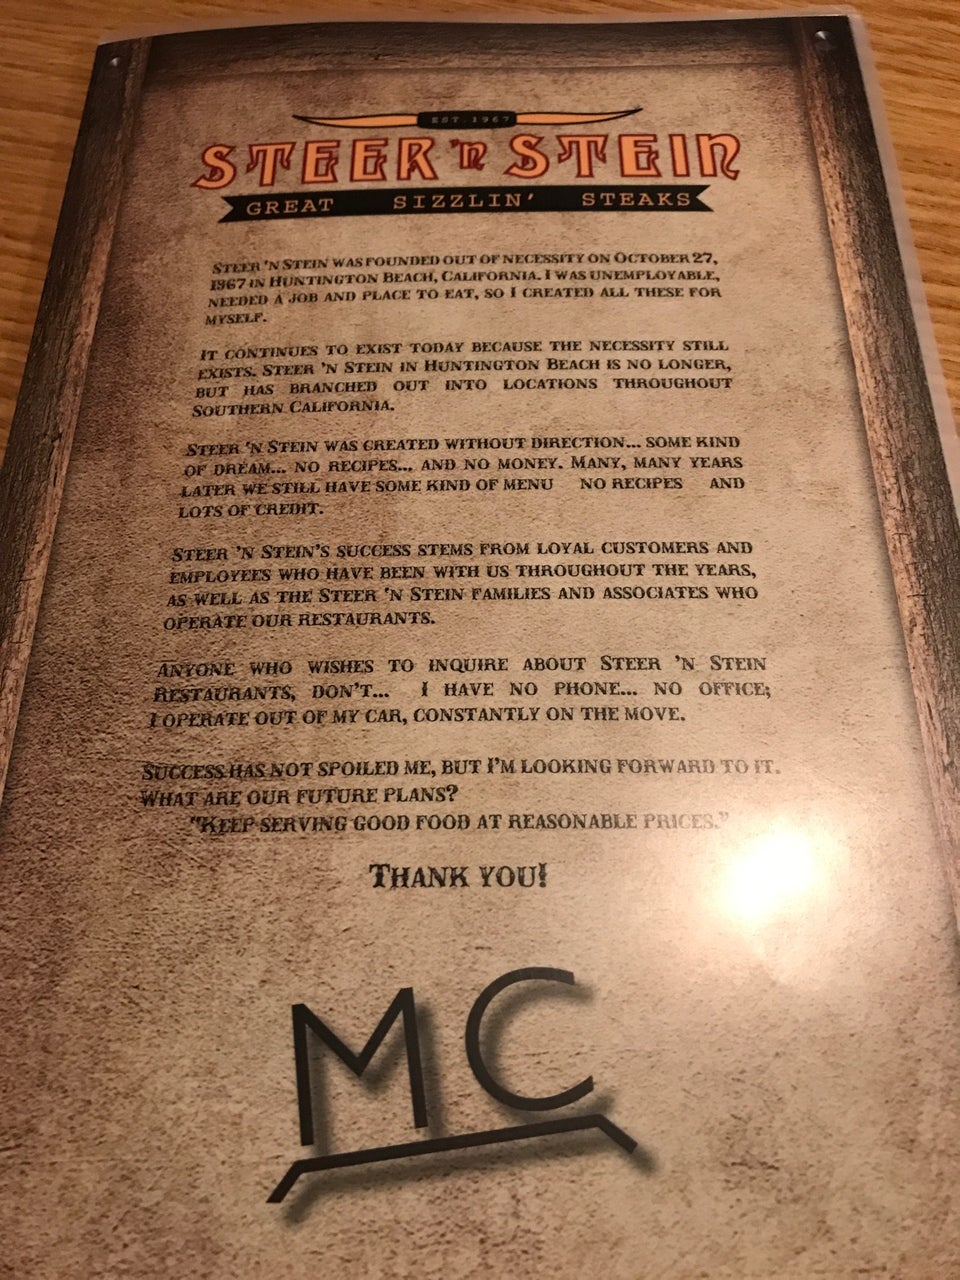 EST. 1967
STEER 'N STEIN
GREAT SIZZLIN' STEAKS
STEER 'N STEIN WAS FOUNDED OUT OF NECESSITY ON OCTOBER 27,
1967 IN HUNTINGTON BEACH, CALIFORNIA. I WAS UNEMPLOYABLE,
NEEDED A JOB AND PLACE TO EAT, SO I CREATED ALL THESE FOR
MYSELF.
IT CONTINUES TO EXIST TODAY BECAUSE THE NECESSITY STILL
EXISTS. STEER 'N STEIN IN HUNTINGTON BEACH IS NO LONGER,
BUT HAS BRANCHED OUT INTO LOCATIONS THROUGHOUT
SOUTHERN CALIFORNIA.
STEER 'N STEIN WAS CREATED WITHOUT DIRECTION... SOME KIND
OF DREAM... NO RECIPES... AND NO MONEY. MANY, MANY YEARS
LATER WE STILL HAVE SOME KIND OF MENU NO RECIPES AND
LOTS OF CREDIT.
STEER 'N STEIN'S SUCCESS STEMS FROM LOYAL CUSTOMERS AND
EMPLOYEES WHO HAVE BEEN WITH US THROUGHOUT THE YEARS,
AS WELL AS THE STEER 'N STEIN FAMILIES AND ASSOCIATES WHO
OPERATE OUR RESTAURANTS.
ANYONE WHO WISHES TO INQUIRE ABOUT STEER 'N STEIN
RESTAURANTS, DON'T... I HAVE NO PHONE... NO OFFICE;
I OPERATE OUT OF MY CAR, CONSTANTLY ON THE MOVE.
SUCCESS HAS NOT SPOILED ME, BUT I'M LOOKING FORWARD TO IT.
WHAT ARE OUR FUTURE PLANS?
"KEEP SERVING GOOD FOOD AT REASONABLE PRICES."
THANK YOU!
MC